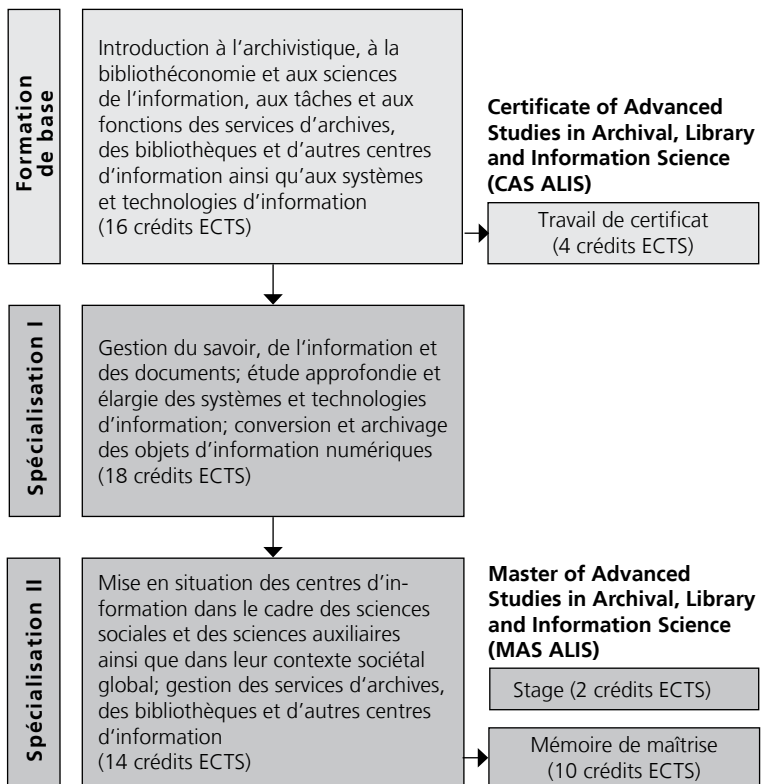 Formation
de base
Introduction à l'archivistique, à la
bibliothéconomie et aux sciences
de l'information, aux tâches et aux
fonctions des services d'archives,
des bibliothèques et d'autres centres
d'information ainsi qu'aux systèmes
et technologies d'information
(16 crédits ECTS)
Certificate of Advanced
Studies in Archival, Library
and Information Science
(CAS ALIS)
Travail de certificat
(4 crédits ECTS)
Spécialisation I
Gestion du savoir, de l'information et
des documents; étude approfondie et
élargie des systèmes et technologies
d'information; conversion et archivage
des objets d'information numériques
(18 crédits ECTS)
Spécialisation II
Mise en situation des centres d'in-
formation dans le cadre des sciences
sociales et des sciences auxiliaires
ainsi que dans leur contexte sociétal
global; gestion des services d'archives,
des bibliothèques et d'autres centres
d'information
(14 crédits ECTS)
Master of Advanced
Studies in Archival, Library
and Information Science
(MAS ALIS)
Stage (2 crédits ECTS)
Mémoire de maîtrise
(10 crédits ECTS)